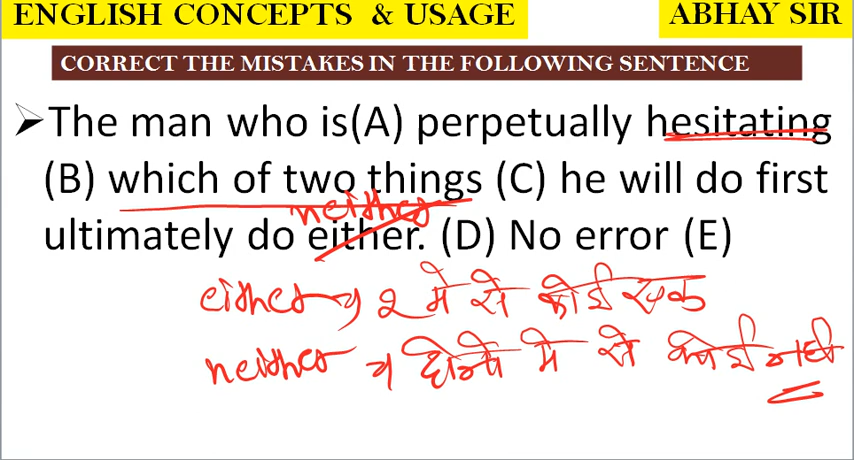 ENGLISH CONCEPTS & USAGE
ABHAY SIR
CORRECT THE MISTAKES IN THE FOLLOWING SENTENCE
➢The man who is(A) perpetually hesitating
(B) which of two things (C) he will do first
neither
ultimately do either. (D) No error (E)
either → 2 में से कोई एक
neither → दोनों में से कोई नहीं